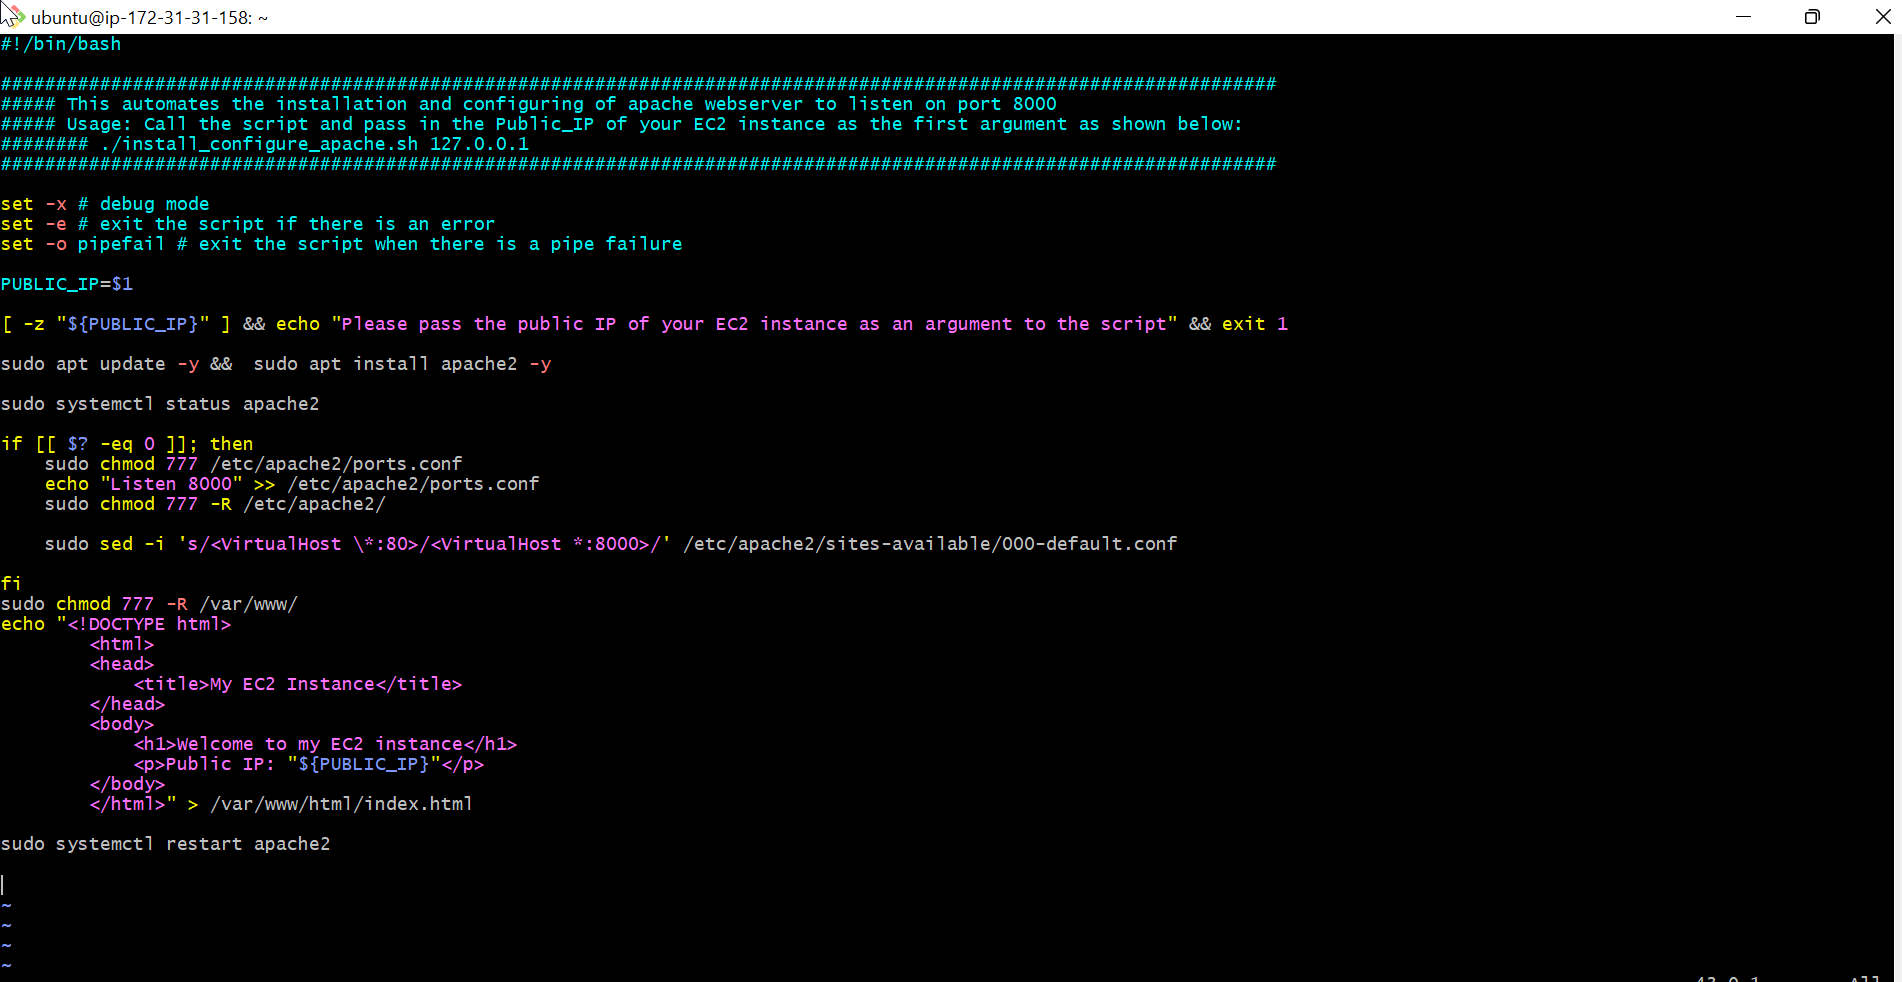 ubuntu@ip-172-31-31-158: ~
#!/bin/bash
####################################################################################################################
##### This automates the installation and configuring of apache webserver to listen on port 8000
##### Usage: Call the script and pass in the Public_IP of your EC2 instance as the first argument as shown below:
######## ./install_configure_apache.sh 127.0.0.1
####################################################################################################################
set -x # debug mode
set -e # exit the script if there is an error
set -o pipefail # exit the script when there is a pipe failure
PUBLIC_IP=$1
[ -z "${PUBLIC_IP}" ] && echo "Please pass the public IP of your EC2 instance as an argument to the script" && exit 1
sudo apt update -y &&  sudo apt install apache2 -y
sudo systemctl status apache2
if [[ $? -eq 0 ]]; then
    sudo chmod 777 /etc/apache2/ports.conf
    echo "Listen 8000" >> /etc/apache2/ports.conf
    sudo chmod 777 -R /etc/apache2/
    sudo sed -i 's/<VirtualHost \*:80>/<VirtualHost *:8000>/' /etc/apache2/sites-available/000-default.conf
fi
sudo chmod 777 -R /var/www/
echo "<!DOCTYPE html>
        <html>
        <head>
            <title>My EC2 Instance</title>
        </head>
        <body>
            <h1>Welcome to my EC2 instance</h1>
            <p>Public IP: "${PUBLIC_IP}"</p>
        </body>
        </html>" > /var/www/html/index.html
sudo systemctl restart apache2
~
~
~
~